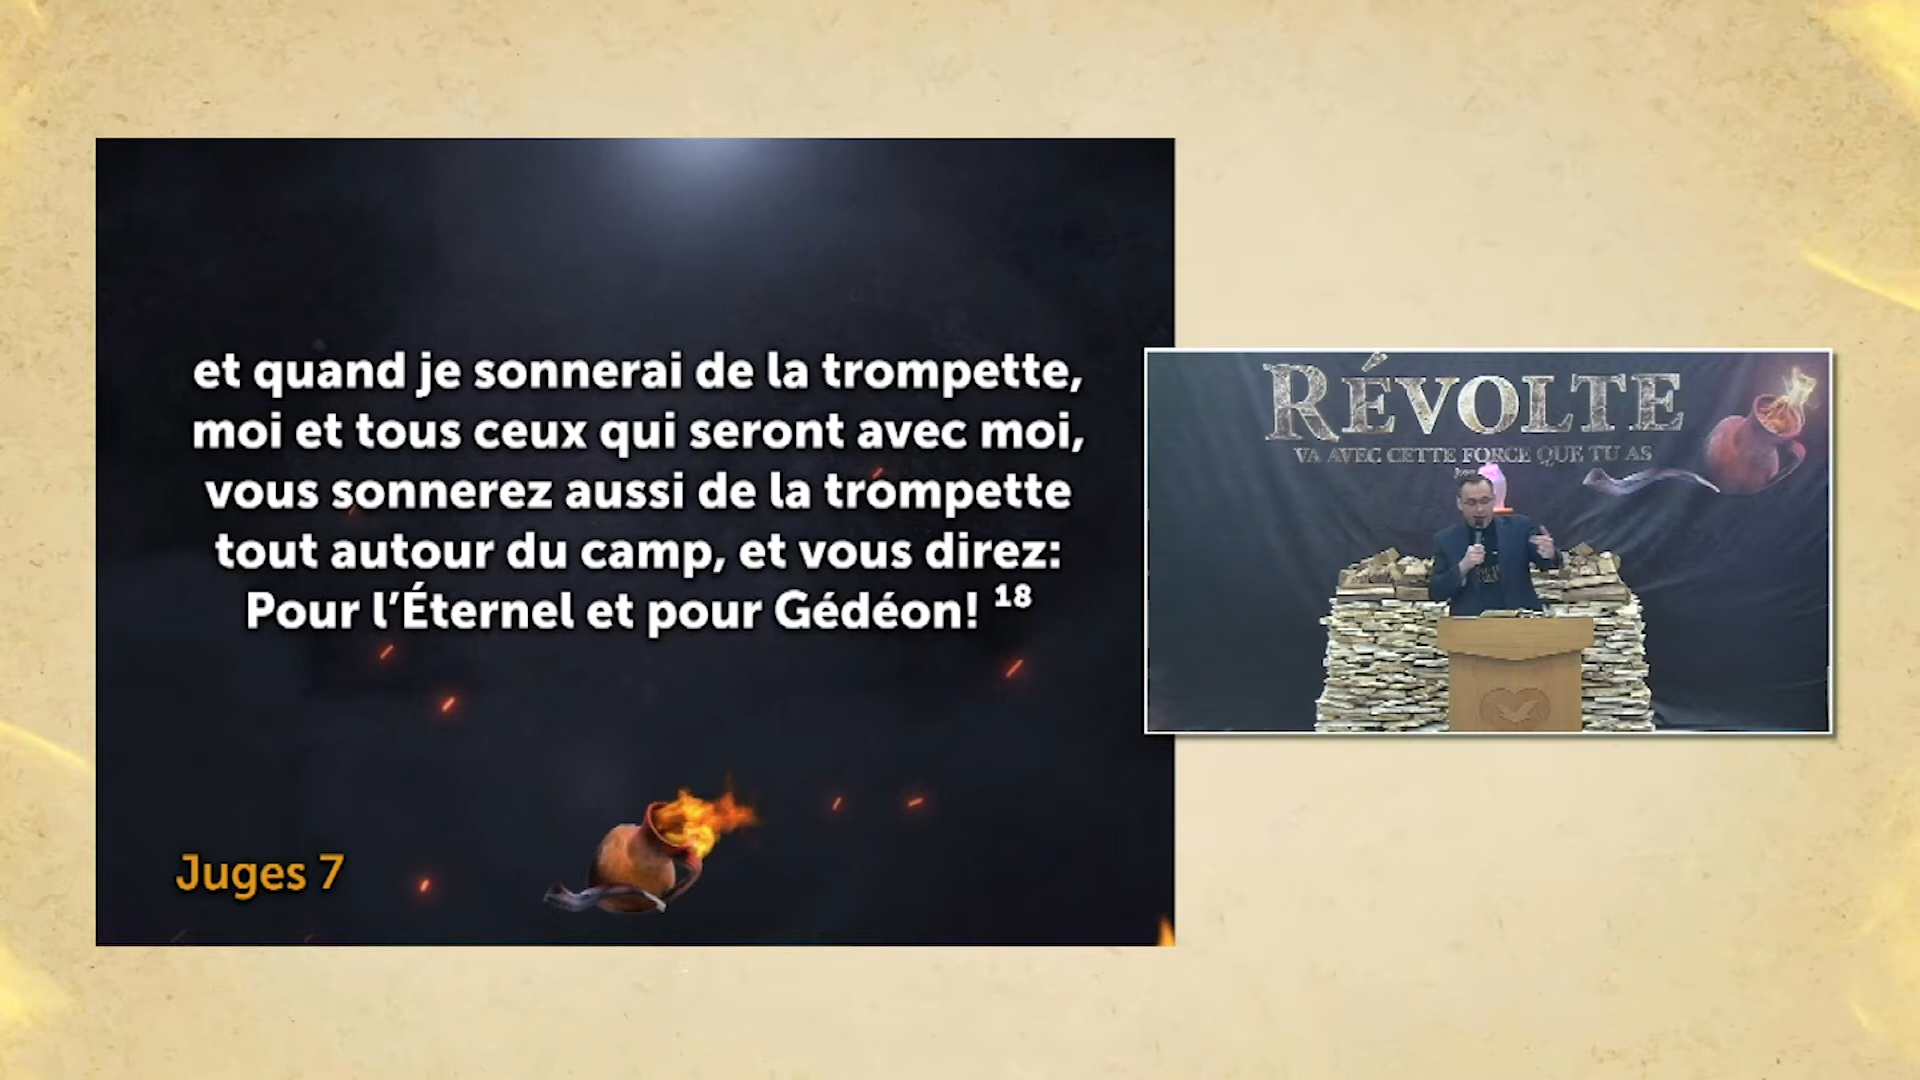 et quand je sonnerai de la trompette,
moi et tous ceux qui seront avec moi,
vous sonnerez aussi de la trompette
tout autour du camp, et vous direz:
Pour l’Éternel et pour Gédéon! ¹⁸
Juges 7
RÉVOLTE
VA AVEC CETTE FORCE QUE TU AS